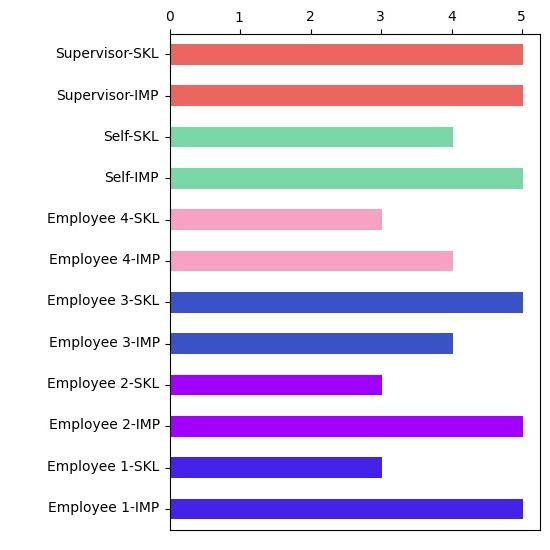 0 1 2 3 4 5
Supervisor-SKL
Supervisor-IMP
Self-SKL
Self-IMP
Employee 4-SKL
Employee 4-IMP
Employee 3-SKL
Employee 3-IMP
Employee 2-SKL
Employee 2-IMP
Employee 1-SKL
Employee 1-IMP